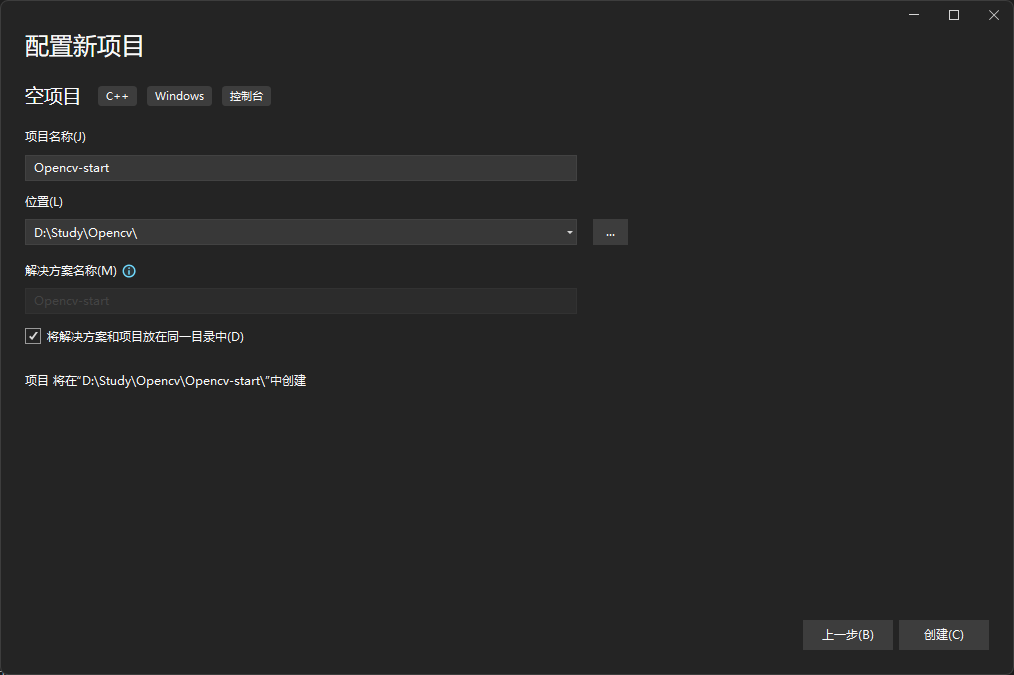 配置新项目
空项目 C++ Windows 控制台
项目名称(J)
Opencv-start
位置(L)
D:\Study\Opencv\
...
解决方案名称(M)
Opencv-start
将解决方案和项目放在同一目录中(D)
项目 将在"D:\Study\Opencv\Opencv-start\"中创建
上一步(B) 创建(C)